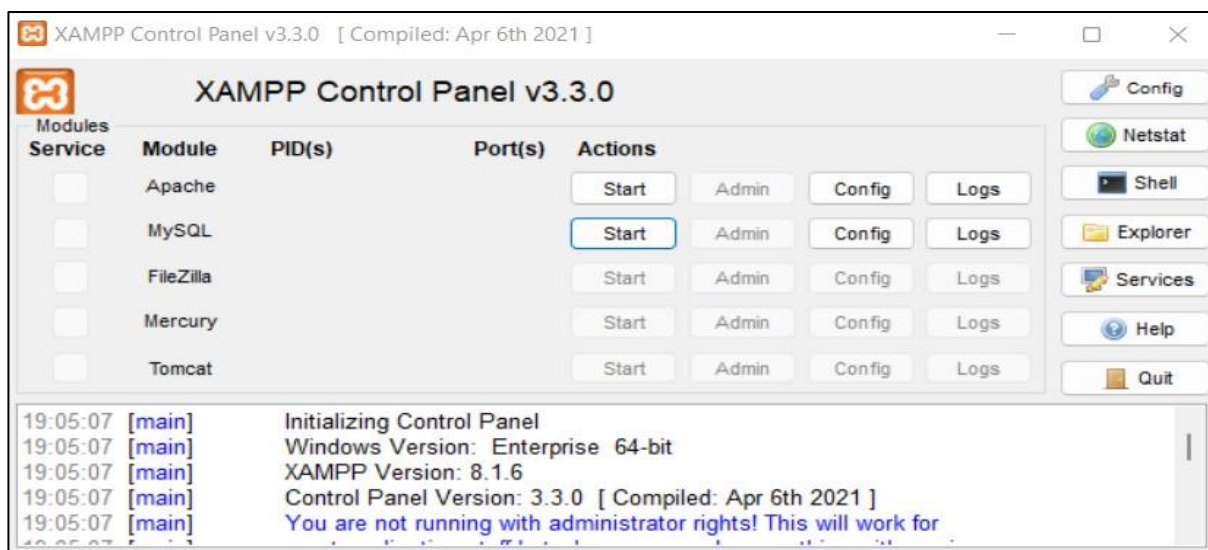 XAMPP Control Panel v3.3.0 [ Compiled: Apr 6th 2021 ]
XAMPP Control Panel v3.3.0
Config
Modules
Service Module PID(s) Port(s) Actions
Netstat
Apache Start Admin Config Logs
Shell
MySQL Start Admin Config Logs
Explorer
FileZilla Start Admin Config Logs
Services
Mercury Start Admin Config Logs
Help
Tomcat Start Admin Config Logs
Quit
19:05:07 [main] Initializing Control Panel
19:05:07 [main] Windows Version: Enterprise 64-bit
19:05:07 [main] XAMPP Version: 8.1.6
19:05:07 [main] Control Panel Version: 3.3.0 [ Compiled: Apr 6th 2021 ]
19:05:07 [main] You are not running with administrator rights! This will work for